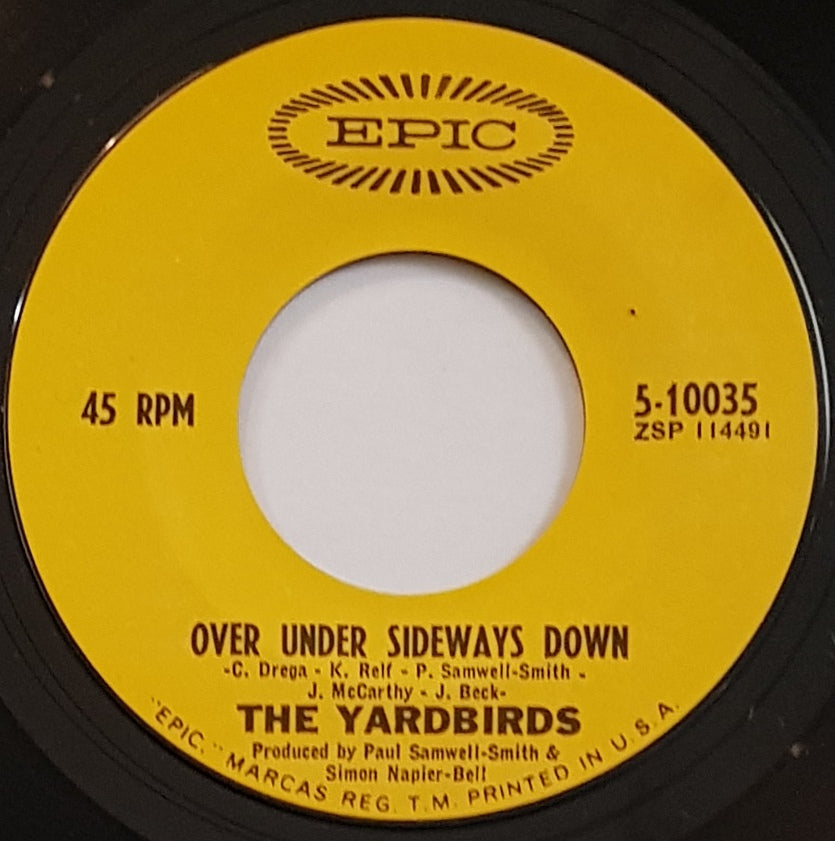 EPIC
45 RPM
5-10035
ZSP 114491
OVER UNDER SIDEWAYS DOWN
-C. Drega - K. Relf - P. Samwell-Smith -
J. McCarthy - J. Beck-
THE YARDBIRDS
Produced by Paul Samwell-Smith &
Simon Napier-Bell
"EPIC," MARCAS REG. T.M. PRINTED IN U.S.A.